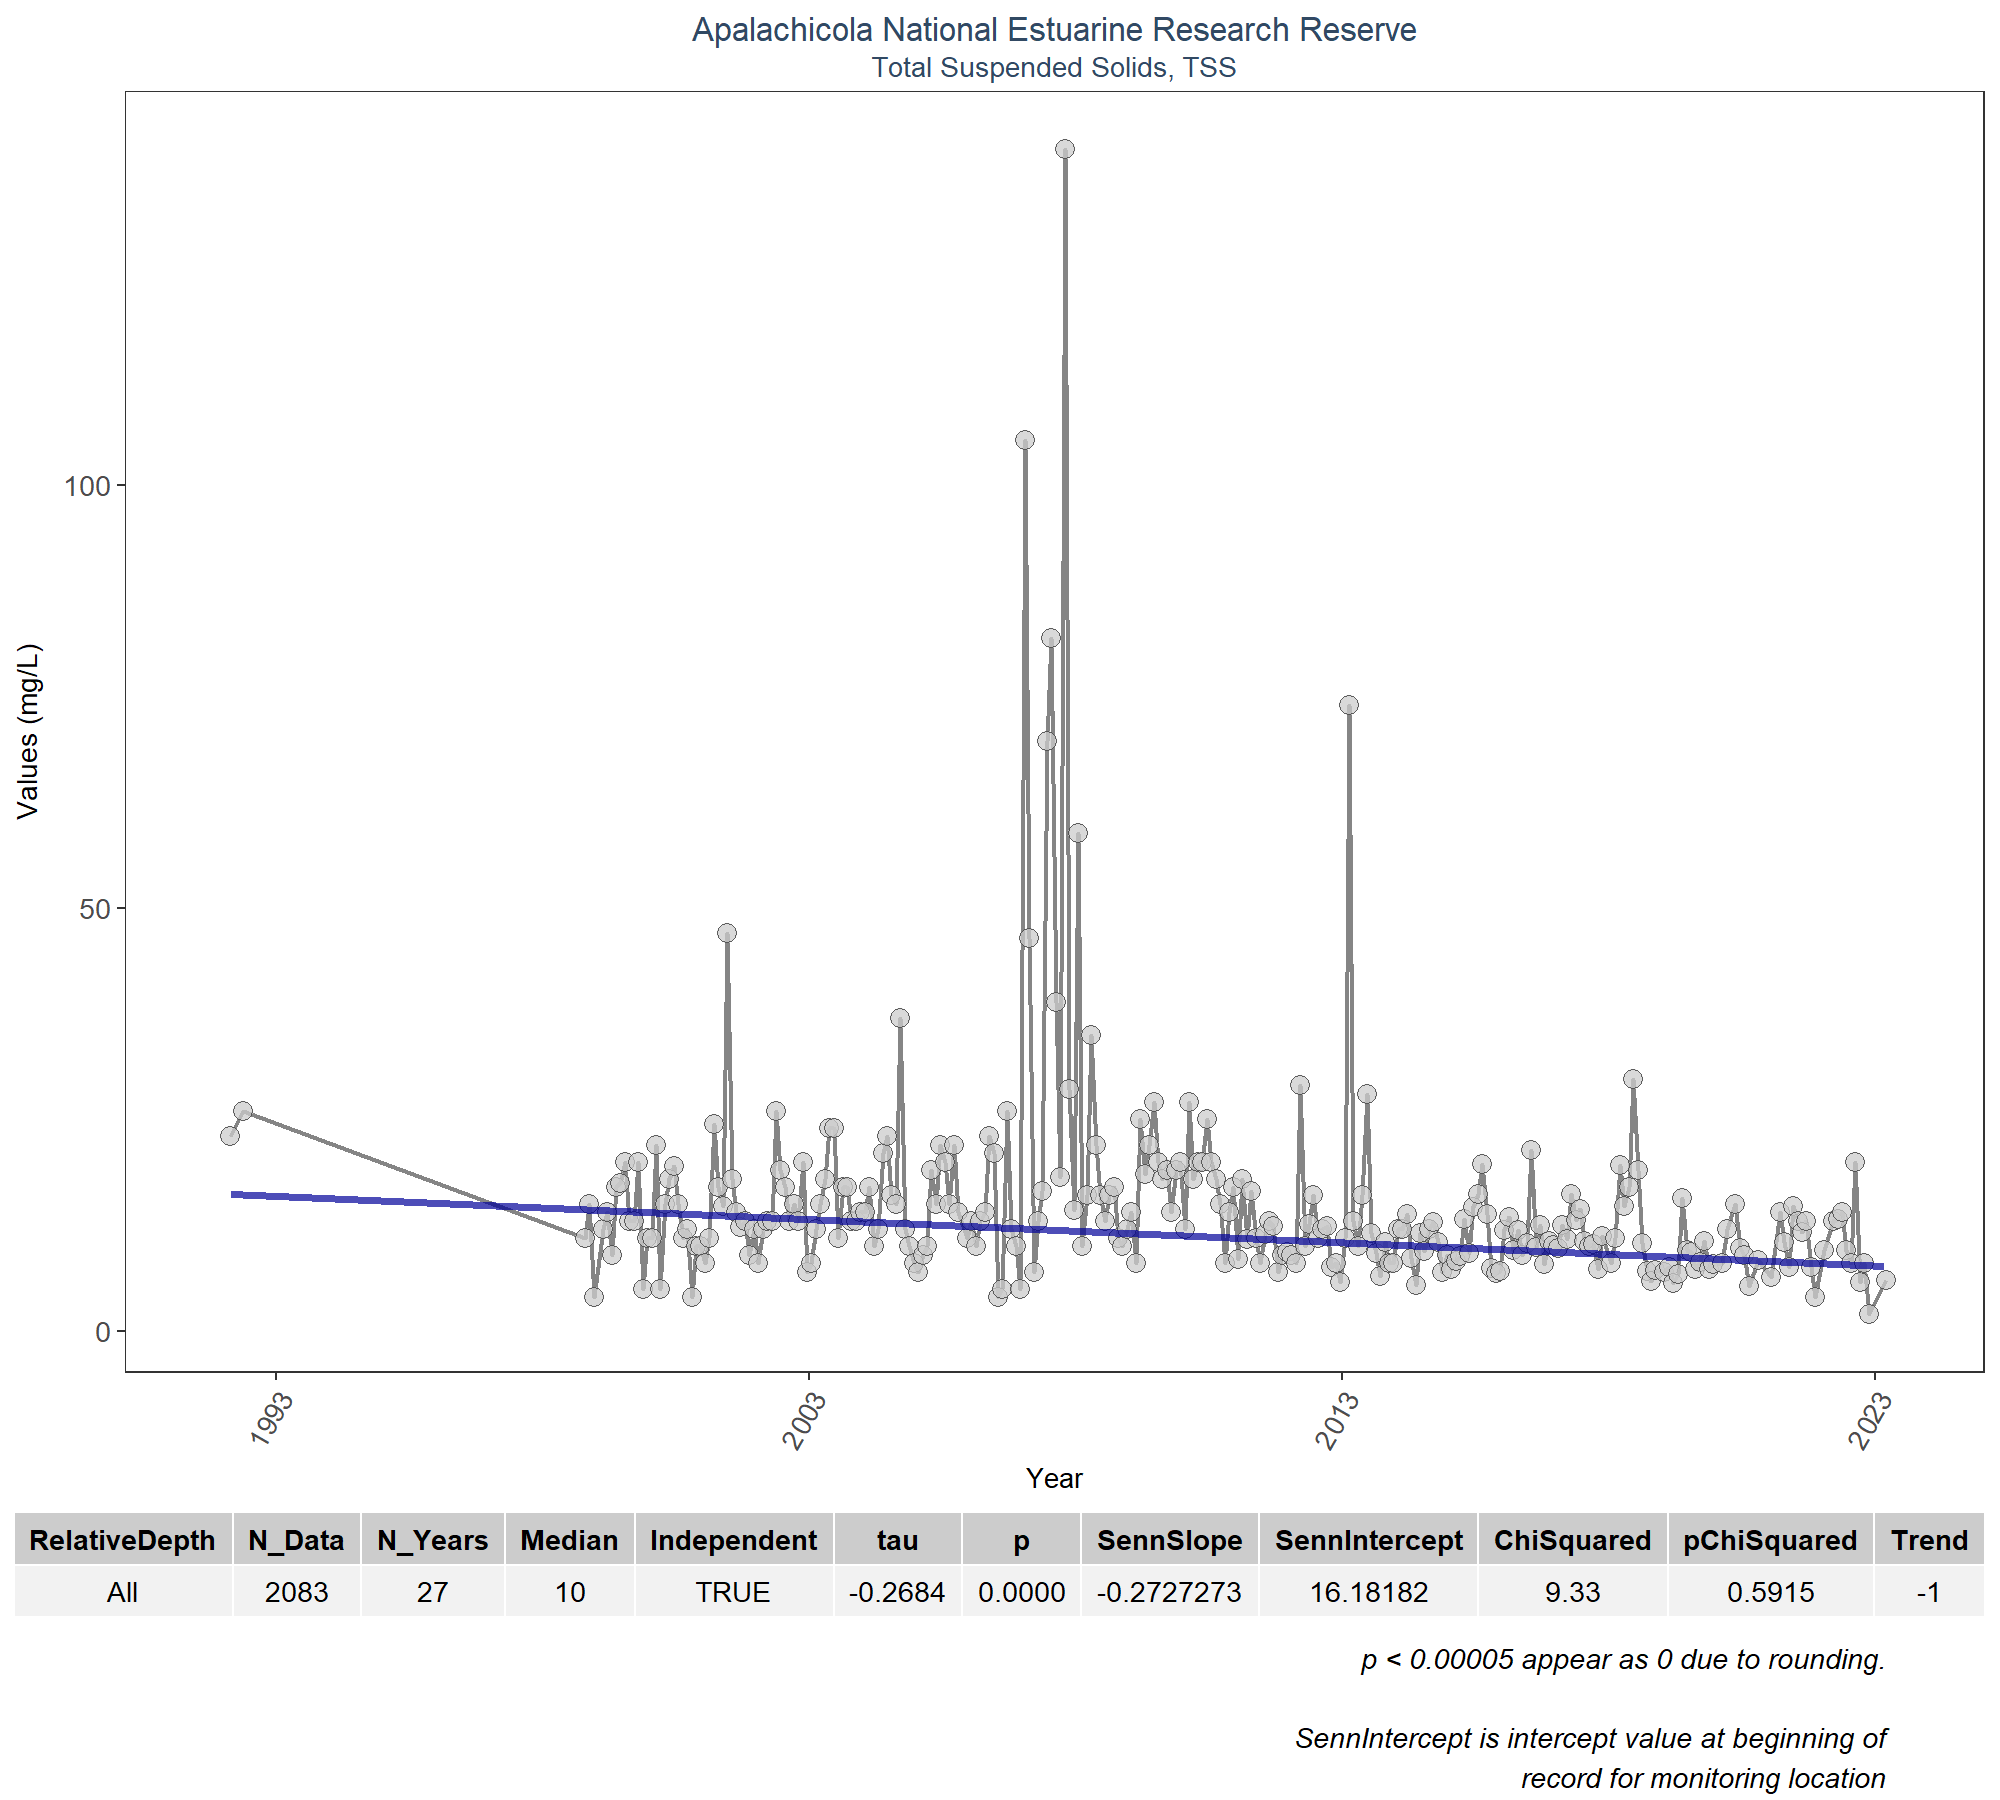 Apalachicola National Estuarine Research Reserve
Total Suspended Solids, TSS
Values (mg/L)
100
50
0
1993
2003
2013
2023
Year
RelativeDepth N_Data N_Years Median Independent tau p SennSlope SennIntercept ChiSquared pChiSquared Trend
All 2083 27 10 TRUE -0.2684 0.0000 -0.2727273 16.18182 9.33 0.5915 -1
p < 0.00005 appear as 0 due to rounding.
SennIntercept is intercept value at beginning of
record for monitoring location